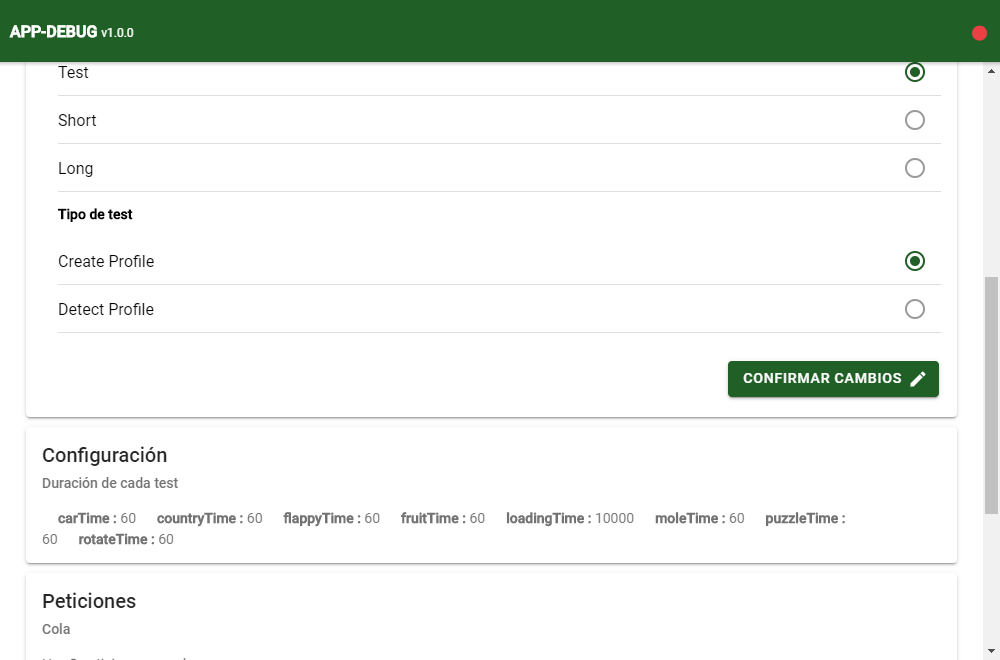 APP-DEBUG v1.0.0
Test
Short
Long
Tipo de test
Create Profile
Detect Profile
CONFIRMAR CAMBIOS
Configuración
Duración de cada test
carTime : 60 countryTime : 60 flappyTime : 60 fruitTime : 60 loadingTime : 10000 moleTime : 60 puzzleTime :
60 rotateTime : 60
Peticiones
Cola